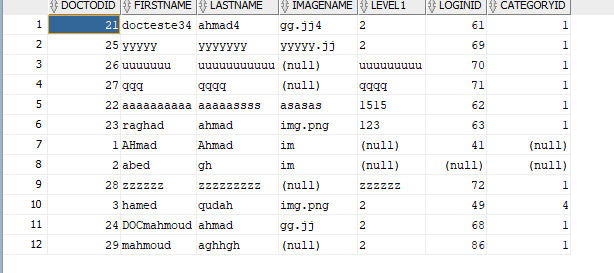 DOCTODID FIRSTNAME LASTNAME IMAGENAME LEVEL1 LOGINID CATEGORYID
1 21 docteste34 ahmad4 gg.jj4 2 61 1
2 25 yyyyy yyyyyyy yyyyy.jj 2 69 1
3 26 uuuuuuu uuuuuuuuuuu (null) uuuuuuuuu 70 1
4 27 qqq qqqq (null) qqqq 71 1
5 22 aaaaaaaaaa aaaaassss asasas 1515 62 1
6 23 raghad ahmad img.png 123 63 1
7 1 AHmad Ahmad im (null) 41 (null)
8 2 abed gh im (null) (null) (null)
9 28 zzzzzz zzzzzzzzz (null) zzzzzz 72 1
10 3 hamed qudah img.png 2 49 4
11 24 DOCmahmoud ahmad gg.jj 2 68 1
12 29 mahmoud aghhgh (null) 2 86 1